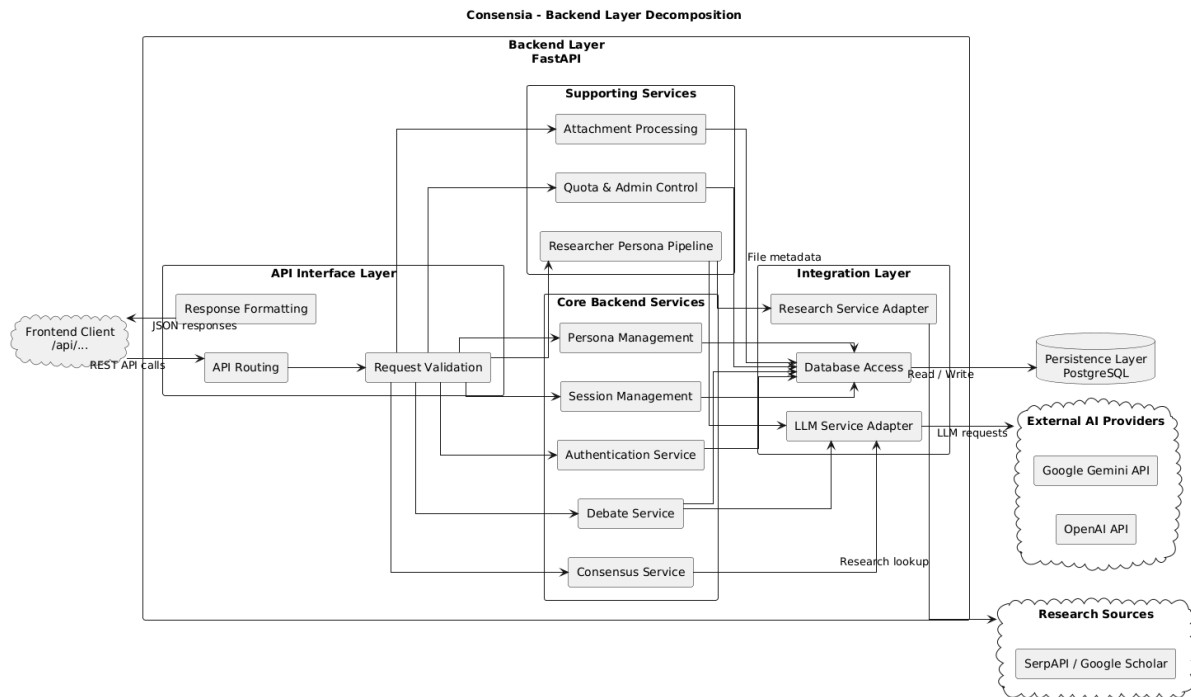 Consensia - Backend Layer Decomposition
Backend Layer
FastAPI
Supporting Services
Attachment Processing
Quota & Admin Control
Researcher Persona Pipeline
File metadata
API Interface Layer
Response Formatting
JSON responses
Frontend Client
/api/...
REST API calls
API Routing
Request Validation
Core Backend Services
Persona Management
Session Management
Authentication Service
Debate Service
Consensus Service
Integration Layer
Research Service Adapter
Database Access
Read / Write
LLM Service Adapter
LLM requests
Research lookup
Persistence Layer
PostgreSQL
External AI Providers
Google Gemini API
OpenAI API
Research Sources
SerpAPI / Google Scholar